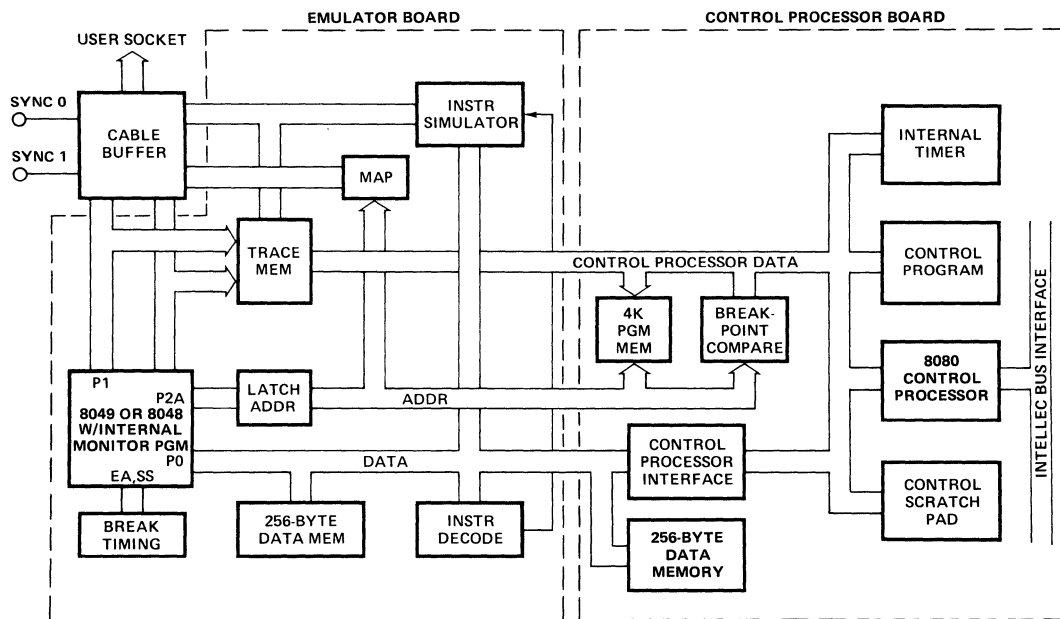 EMULATOR BOARD
CONTROL PROCESSOR BOARD
USER SOCKET
SYNC 0
SYNC 1
CABLE
BUFFER
INSTR
SIMULATOR
MAP
TRACE
MEM
INTERNAL
TIMER
CONTROL PROCESSOR DATA
CONTROL
PROGRAM
4K
PGM
MEM
BREAK-
POINT
COMPARE
8080
CONTROL
PROCESSOR
INTELLEC BUS INTERFACE
P1
P2A
8049 OR 8048
W/INTERNAL
MONITOR PGM
P0
EA,SS
LATCH
ADDR
ADDR
DATA
CONTROL
PROCESSOR
INTERFACE
CONTROL
SCRATCH
PAD
BREAK
TIMING
256-BYTE
DATA MEM
INSTR
DECODE
256-BYTE
DATA
MEMORY